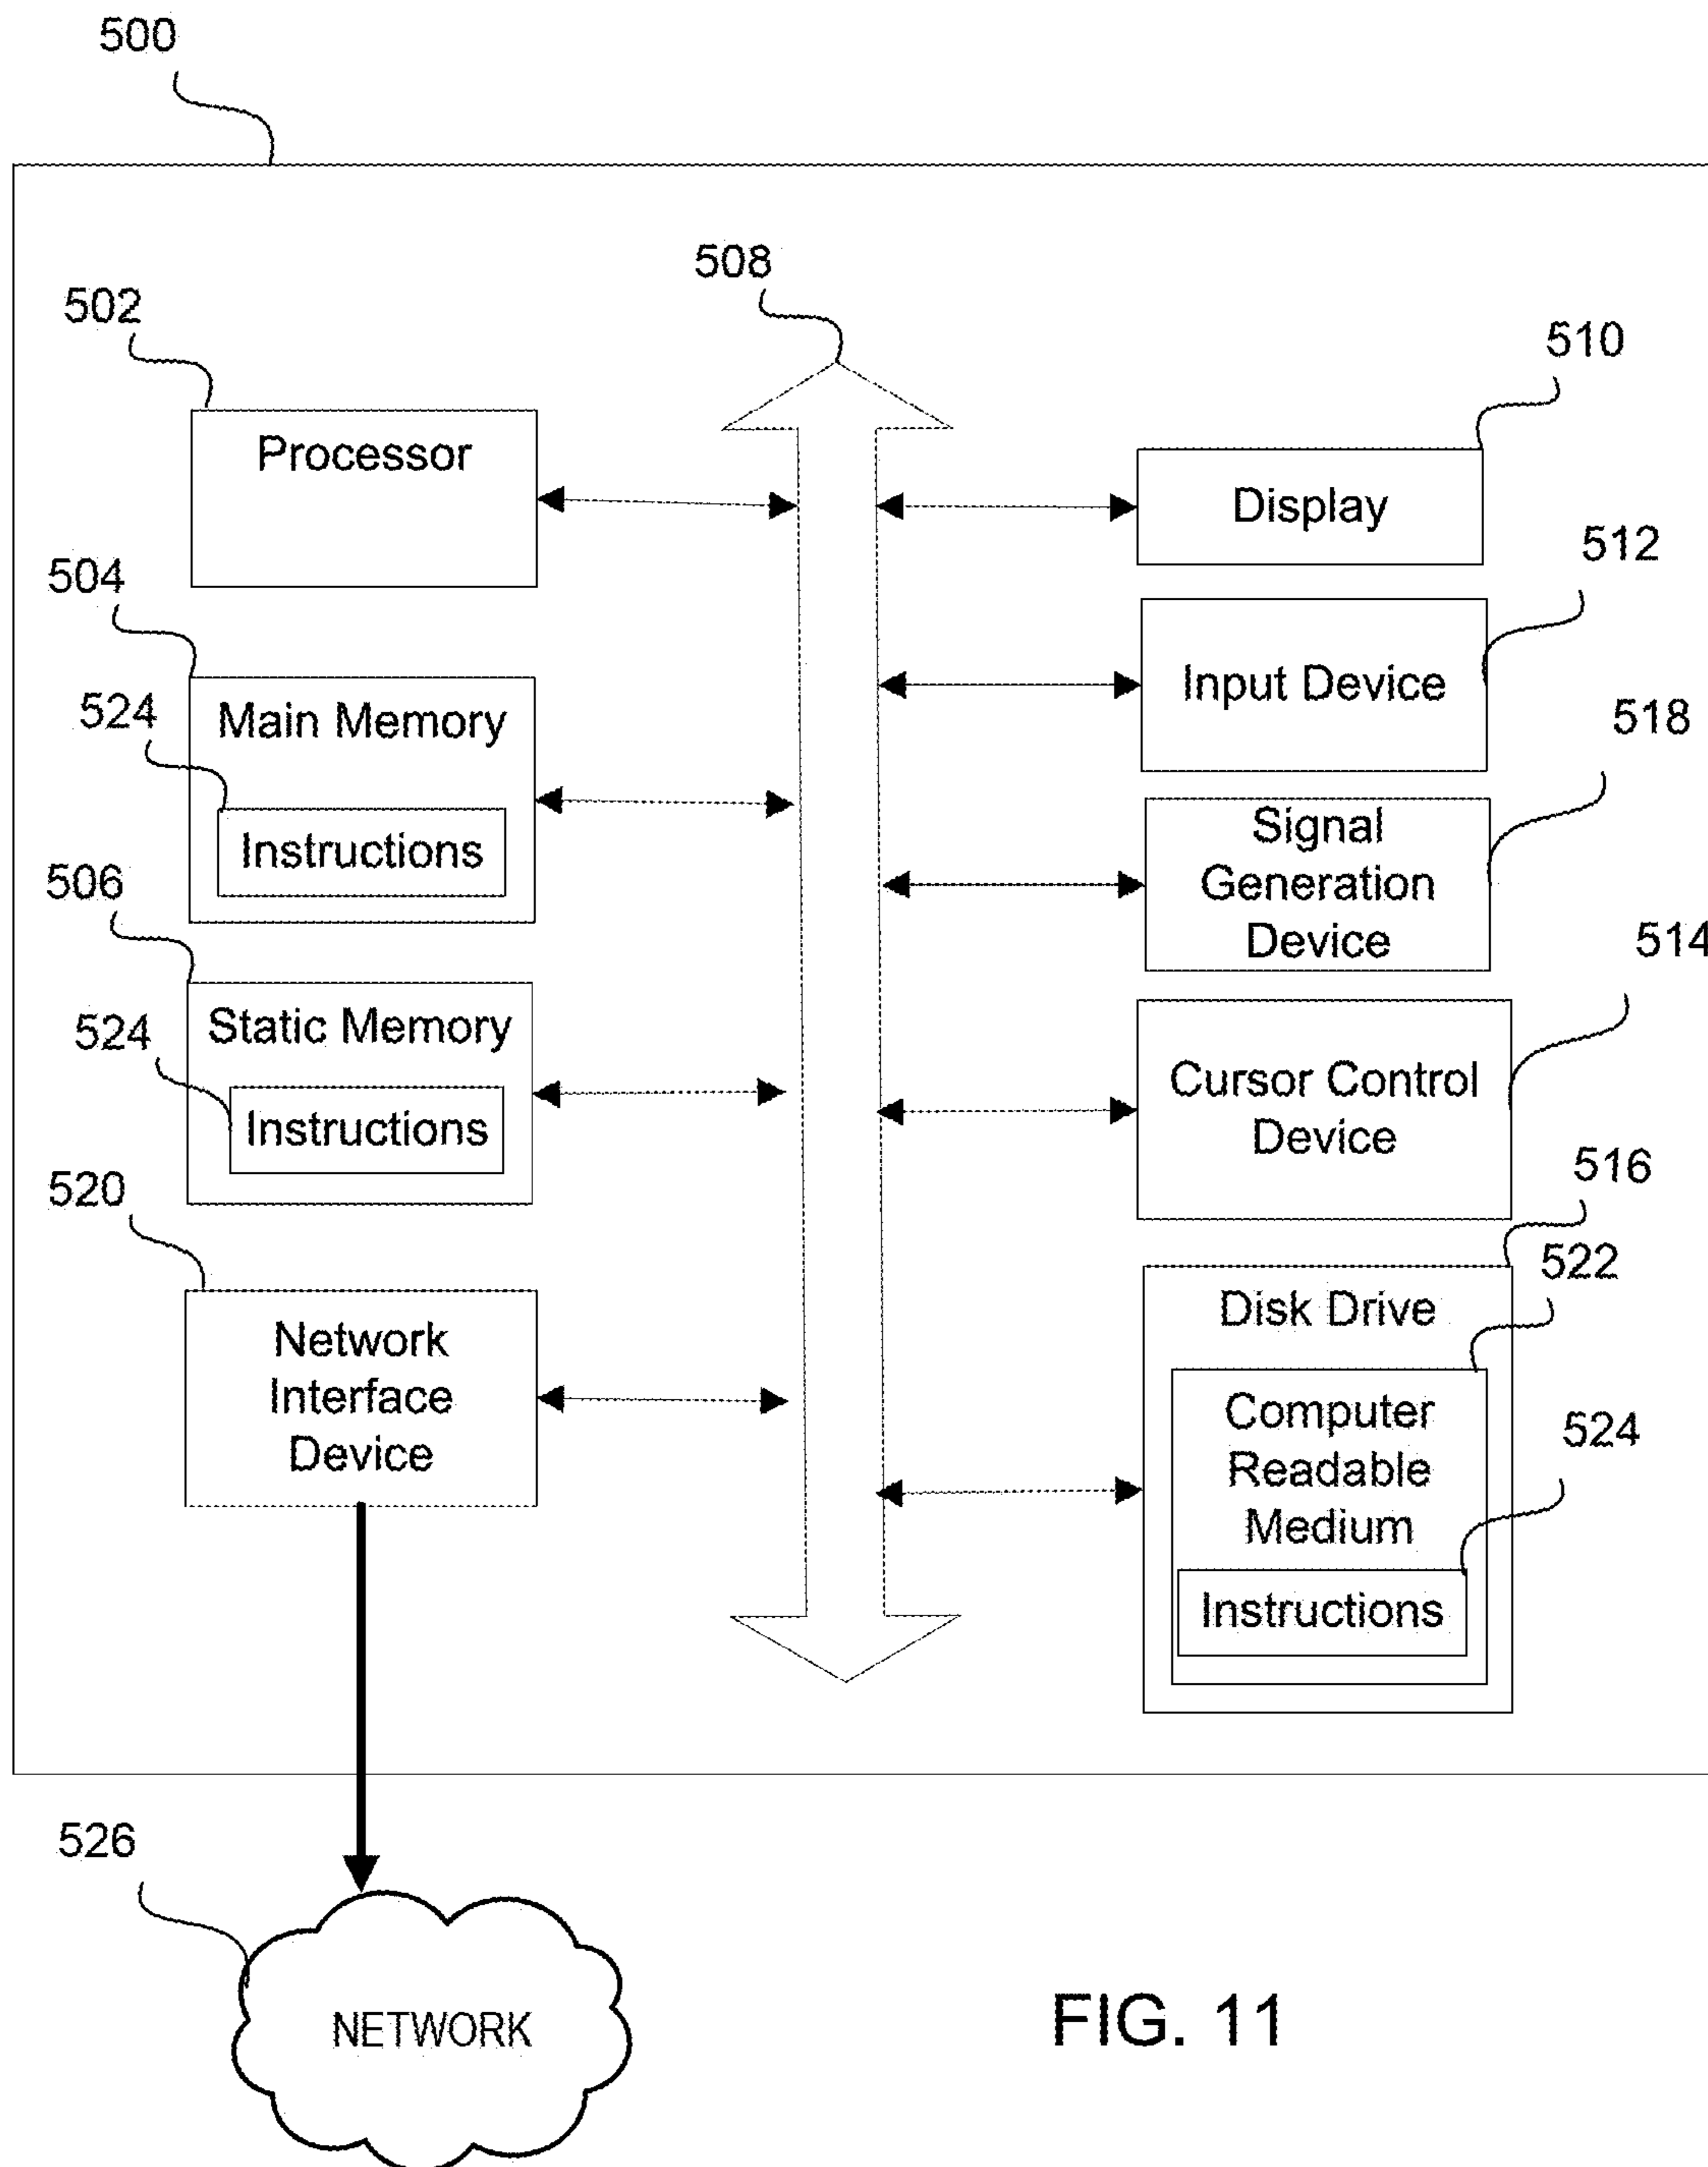 500
508
502
510
Processor
Display
512
504
Input Device
524
Main Memory
518
Instructions
Signal
Generation
Device
506
514
524
Static Memory
Cursor Control
Device
Instructions
516
520
522
Disk Drive
Network
Interface
Device
Computer
Readable
Medium
524
Instructions
526
NETWORK
FIG. 11